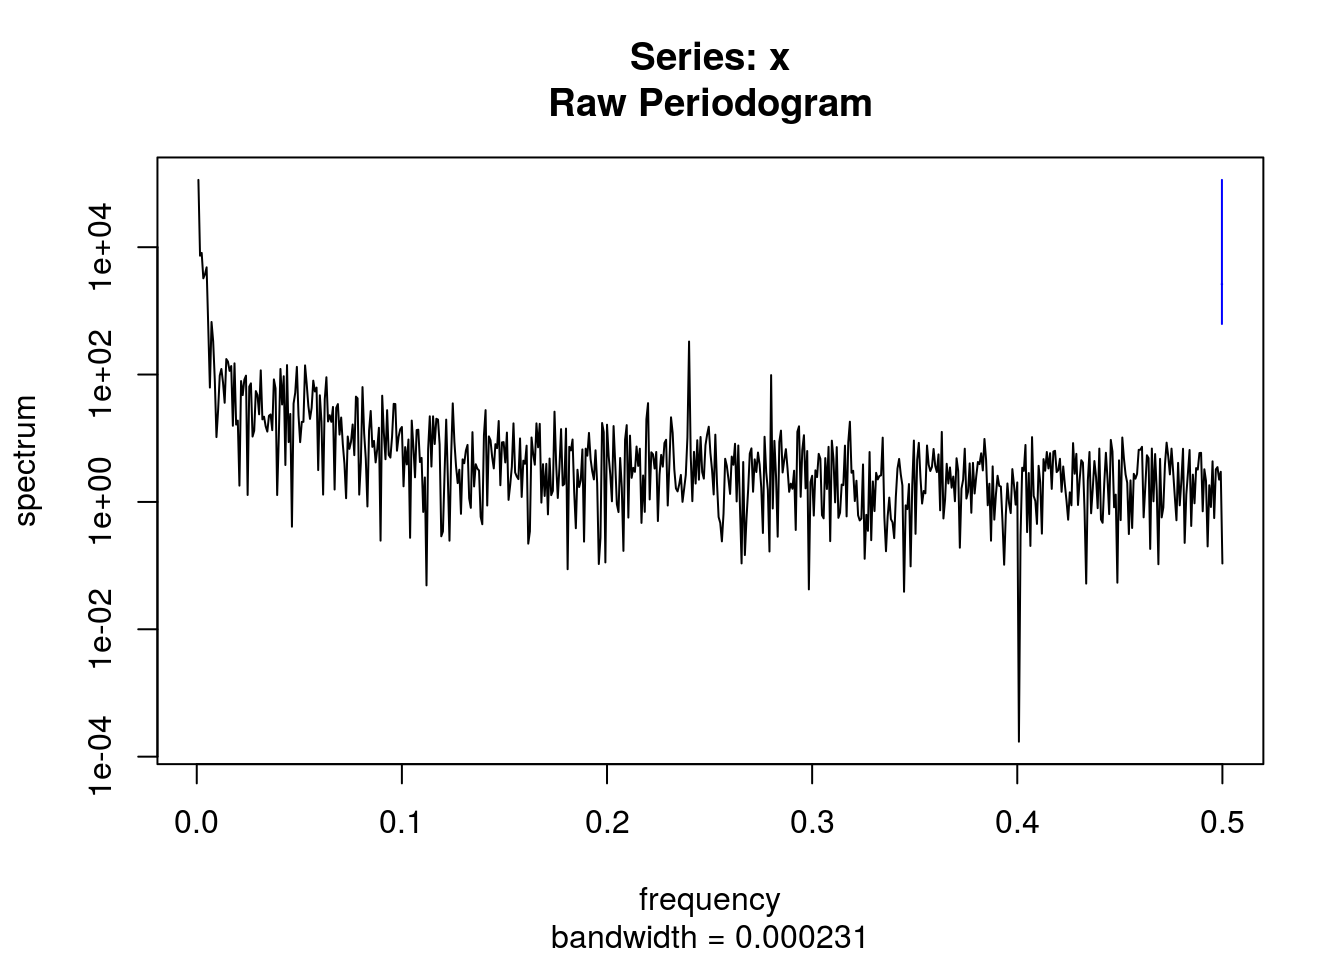 Series: x
Raw Periodogram
spectrum
1e+04
1e+02
1e+00
1e-02
1e-04
0.0 0.1 0.2 0.3 0.4 0.5
frequency
bandwidth = 0.000231